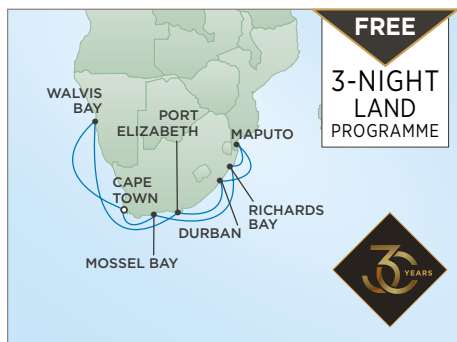 FREE
3-NIGHT
LAND
PROGRAMME
WALVIS
BAY
PORT
ELIZABETH
MAPUTO
CAPE
TOWN
RICHARDS
BAY
DURBAN
MOSSEL BAY
30
YEARS